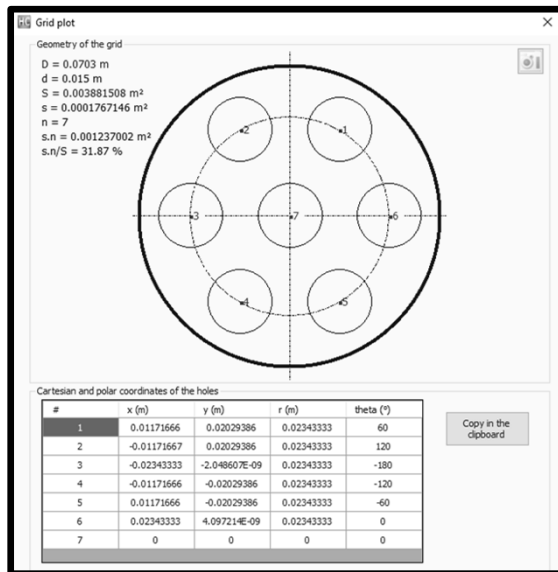 Grid plot
Geometry of the grid
D = 0.0703 m
d = 0.015 m
S = 0.003881508 m²
s = 0.0001767146 m²
n = 7
s.n = 0.001237002 m²
s.n/S = 31.87 %
2 1
3 7 6
4 5
Cartesian and polar coordinates of the holes
# x (m) y (m) r (m) theta (°)
1 0.01171666 0.02029386 0.02343333 60
2 -0.01171667 0.02029386 0.02343333 120
3 -0.02343333 -2.048607E-09 0.02343333 -180
4 -0.01171666 -0.02029386 0.02343333 -120
5 0.01171666 -0.02029386 0.02343333 -60
6 0.02343333 4.097214E-09 0.02343333 0
7 0 0 0 0
Copy in the
clipboard